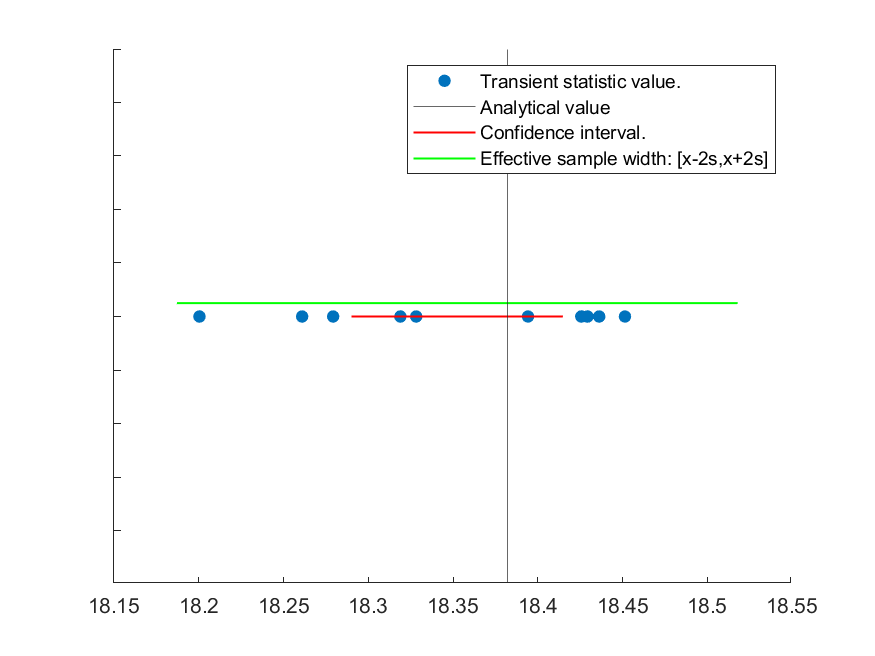 Transient statistic value.
Analytical value
Confidence interval.
Effective sample width: [x-2s,x+2s]
18.15 18.2 18.25 18.3 18.35 18.4 18.45 18.5 18.55